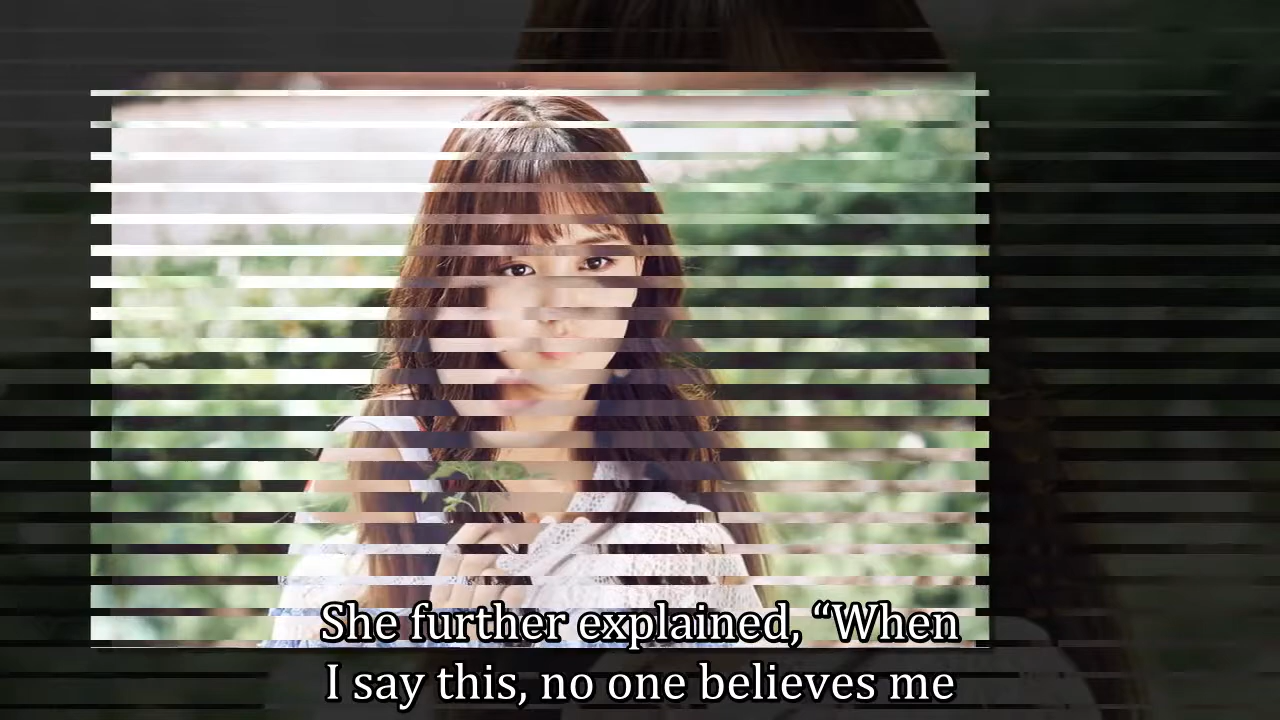 She further explained, “When
I say this, no one believes me